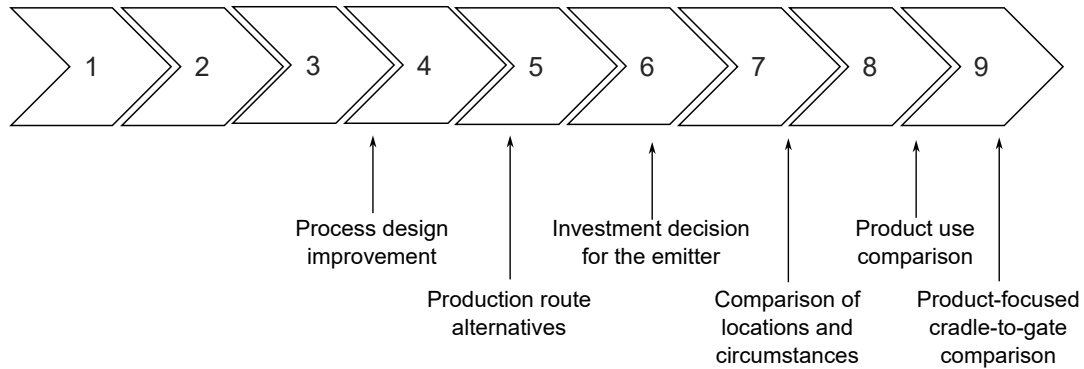 1 2 3 4 5 6 7 8 9
Process design
improvement
Production route
alternatives
Investment decision
for the emitter
Comparison of
locations and
circumstances
Product use
comparison
Product-focused
cradle-to-gate
comparison